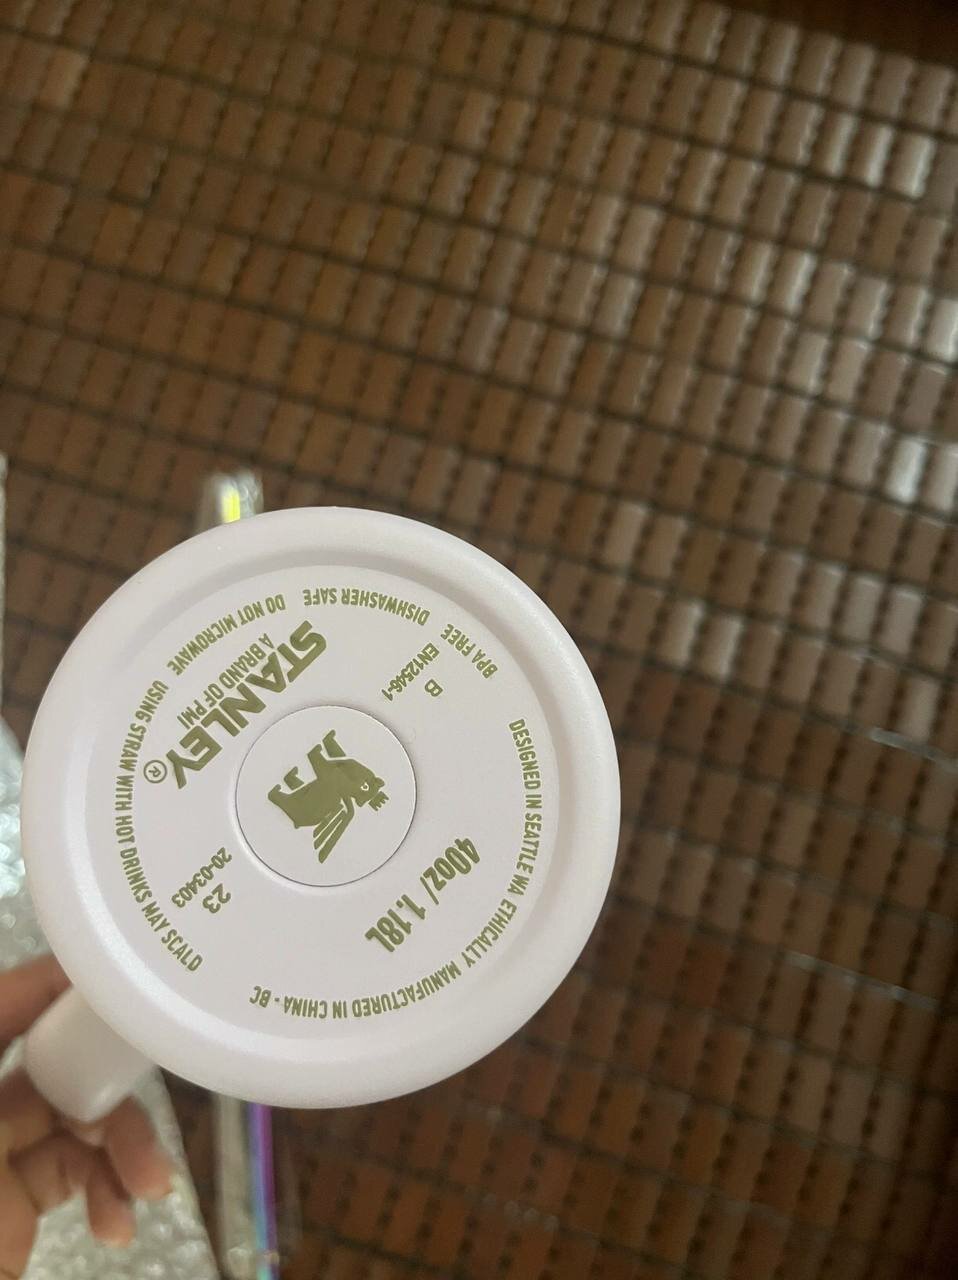 STANLEY®
A BRAND OF PMI
B
EN12546-1
40oz/ 1.18L
23
20-03403
USING STRAW WITH HOT DRINKS MAY SCALD
DO NOT MICROWAVE
DISHWASHER SAFE
BPA FREE
DESIGNED IN SEATTLE WA ETHICALLY MANUFACTURED IN CHINA • BC